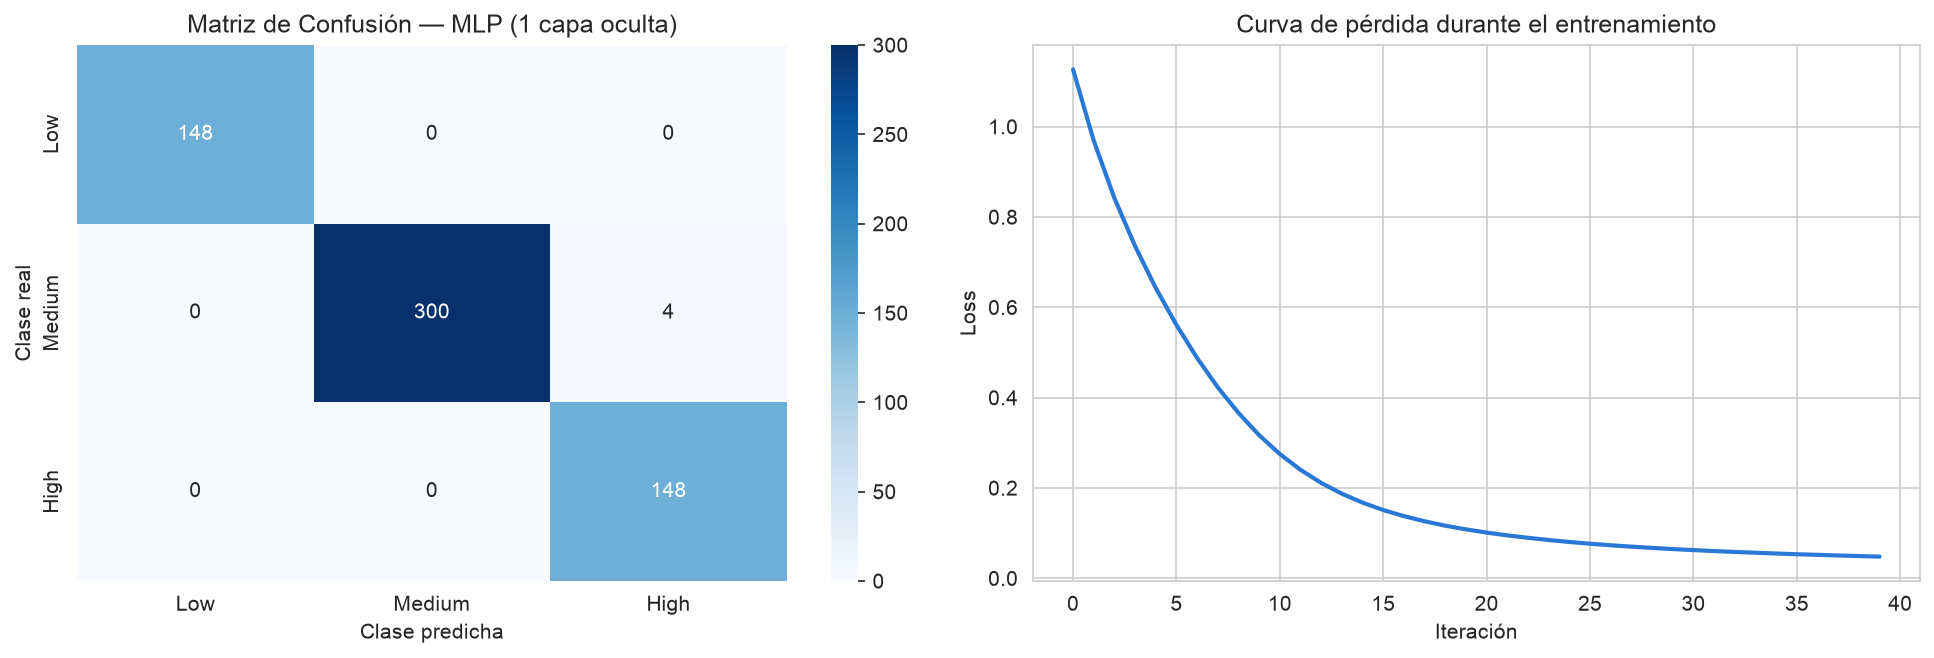 Matriz de Confusión — MLP (1 capa oculta)
Clase real
Low
Medium
High
148 0 0
0 300 4
0 0 148
Low Medium High
Clase predicha
300
250
200
150
100
50
0
Curva de pérdida durante el entrenamiento
Loss
1.0
0.8
0.6
0.4
0.2
0.0
0 5 10 15 20 25 30 35 40
Iteración